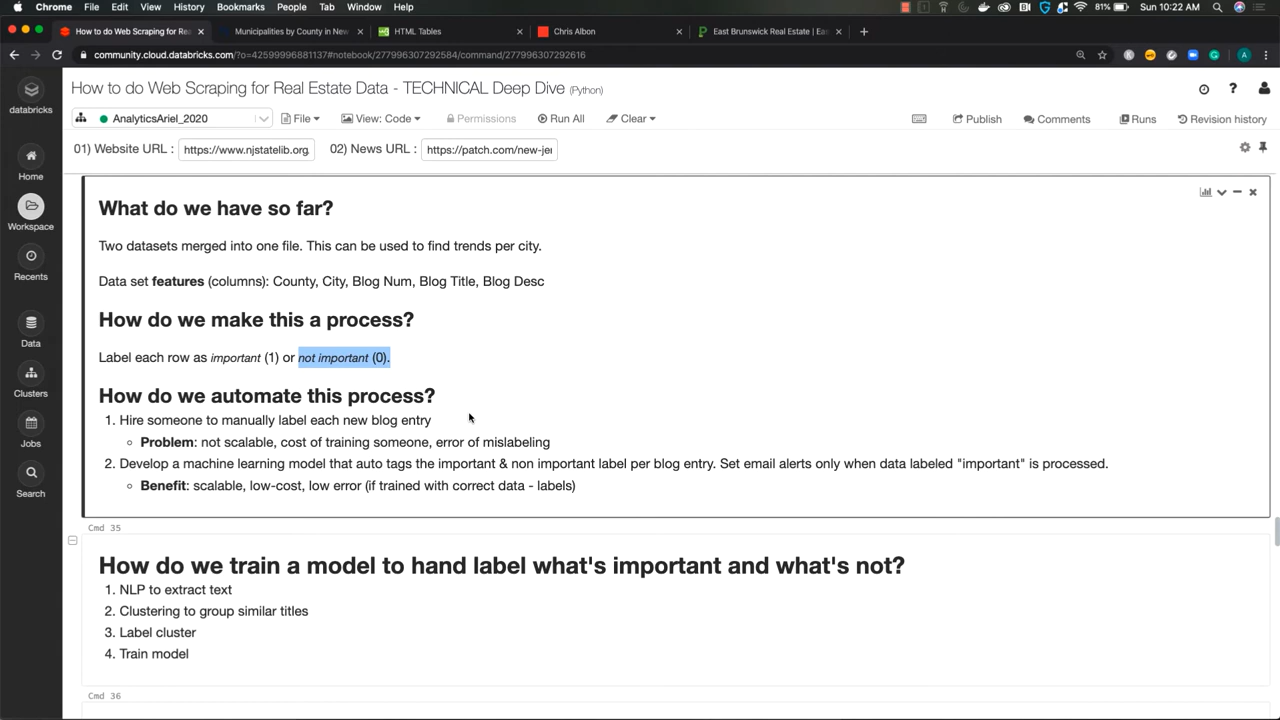 Chrome File Edit View History Bookmarks People Tab Window Help 81% Sun 10:22 AM
How to do Web Scraping for Rea Municipalities by County in New HTML Tables Chris Albon East Brunswick Real Estate | Eas
community.cloud.databricks.com/?o=42599996881137#notebook/277996307292584/command/277996307292616
How to do Web Scraping for Real Estate Data - TECHNICAL Deep Dive (Python)
AnalyticsAriel_2020 File View: Code Permissions Run All Clear Publish Comments Runs Revision history
01) Website URL : https://www.njstatelib.org, 02) News URL : https://patch.com/new-jer
databricks
Home
Workspace
Recents
Data
Clusters
Jobs
Search
What do we have so far?
Two datasets merged into one file. This can be used to find trends per city.
Data set features (columns): County, City, Blog Num, Blog Title, Blog Desc
How do we make this a process?
Label each row as important (1) or not important (0).
How do we automate this process?
1. Hire someone to manually label each new blog entry
Problem: not scalable, cost of training someone, error of mislabeling
2. Develop a machine learning model that auto tags the important & non important label per blog entry. Set email alerts only when data labeled "important" is processed.
Benefit: scalable, low-cost, low error (if trained with correct data - labels)
Cmd 35
How do we train a model to hand label what's important and what's not?
1. NLP to extract text
2. Clustering to group similar titles
3. Label cluster
4. Train model
Cmd 36